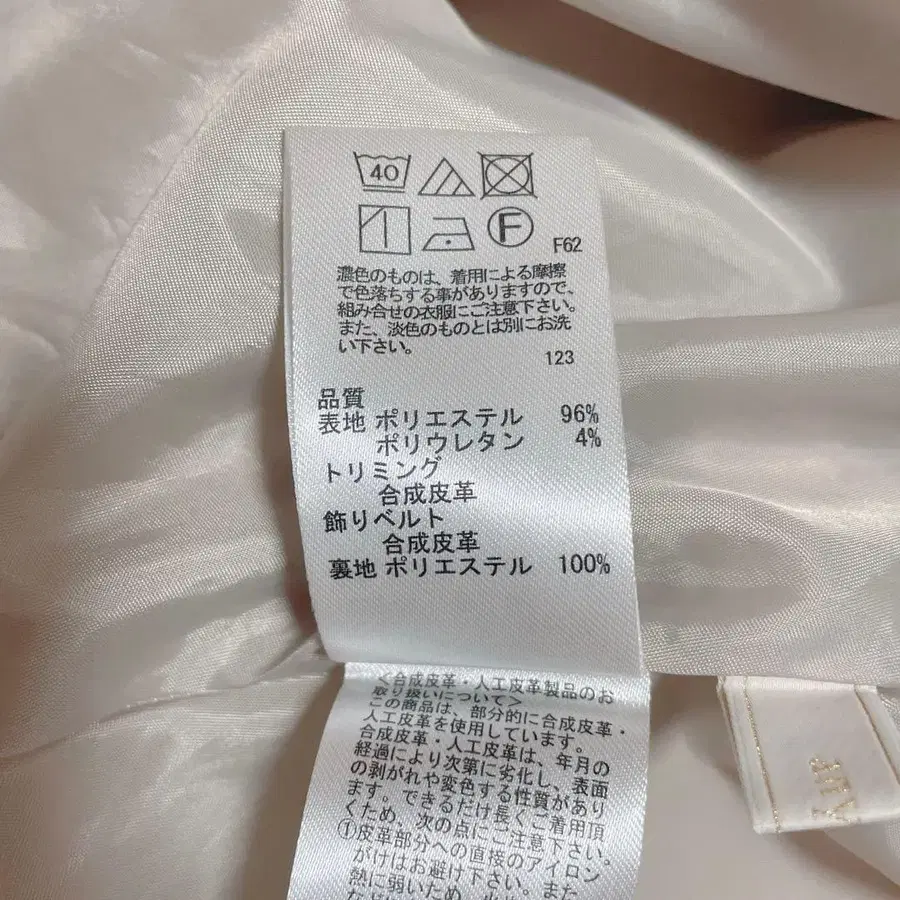 40
F
F62
濃色のものは、着用による摩擦
で色落ちする事がありますので、
組み合せの衣服にご注意下さい。
また、淡色のものとは別にお洗
い下さい。
123
品質
表地 ポリエステル 96%
ポリウレタン 4%
トリミング
合成皮革
飾りベルト
合成皮革
裏地 ポリエステル 100%
<合成皮革・人工皮革製品のお
取り扱いについて>
この商品は、部分的に合成皮革・
人工皮革を使用しています。
合成皮革・人工皮革は、年月の
経過により次第に劣化し、表面
の剥がれや変色する性質があり
ます。できるだけ長くご着用頂
くため、次の点にご注意下さい。
①皮革部分への直接のアイロン
がけはお避け下さい。また
熱に弱いため